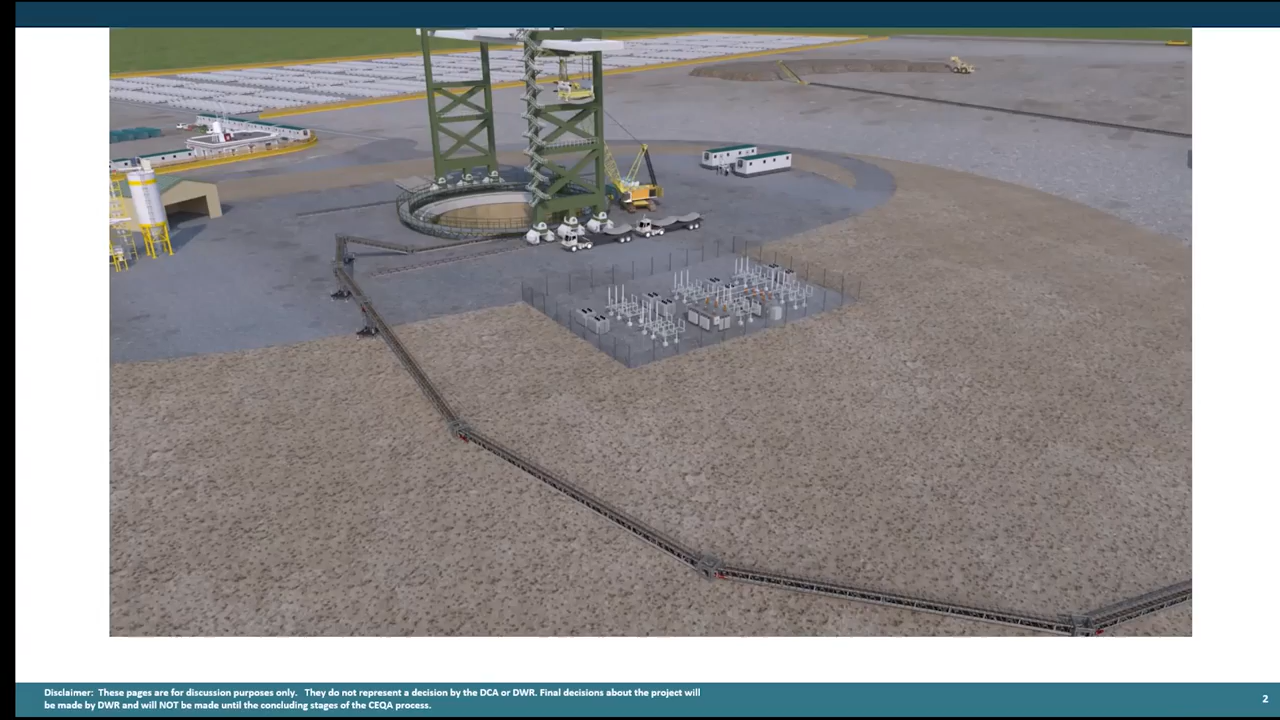 Disclaimer: These pages are for discussion purposes only. They do not represent a decision by the DCA or DWR. Final decisions about the project will
be made by DWR and will NOT be made until the concluding stages of the CEQA process.
2